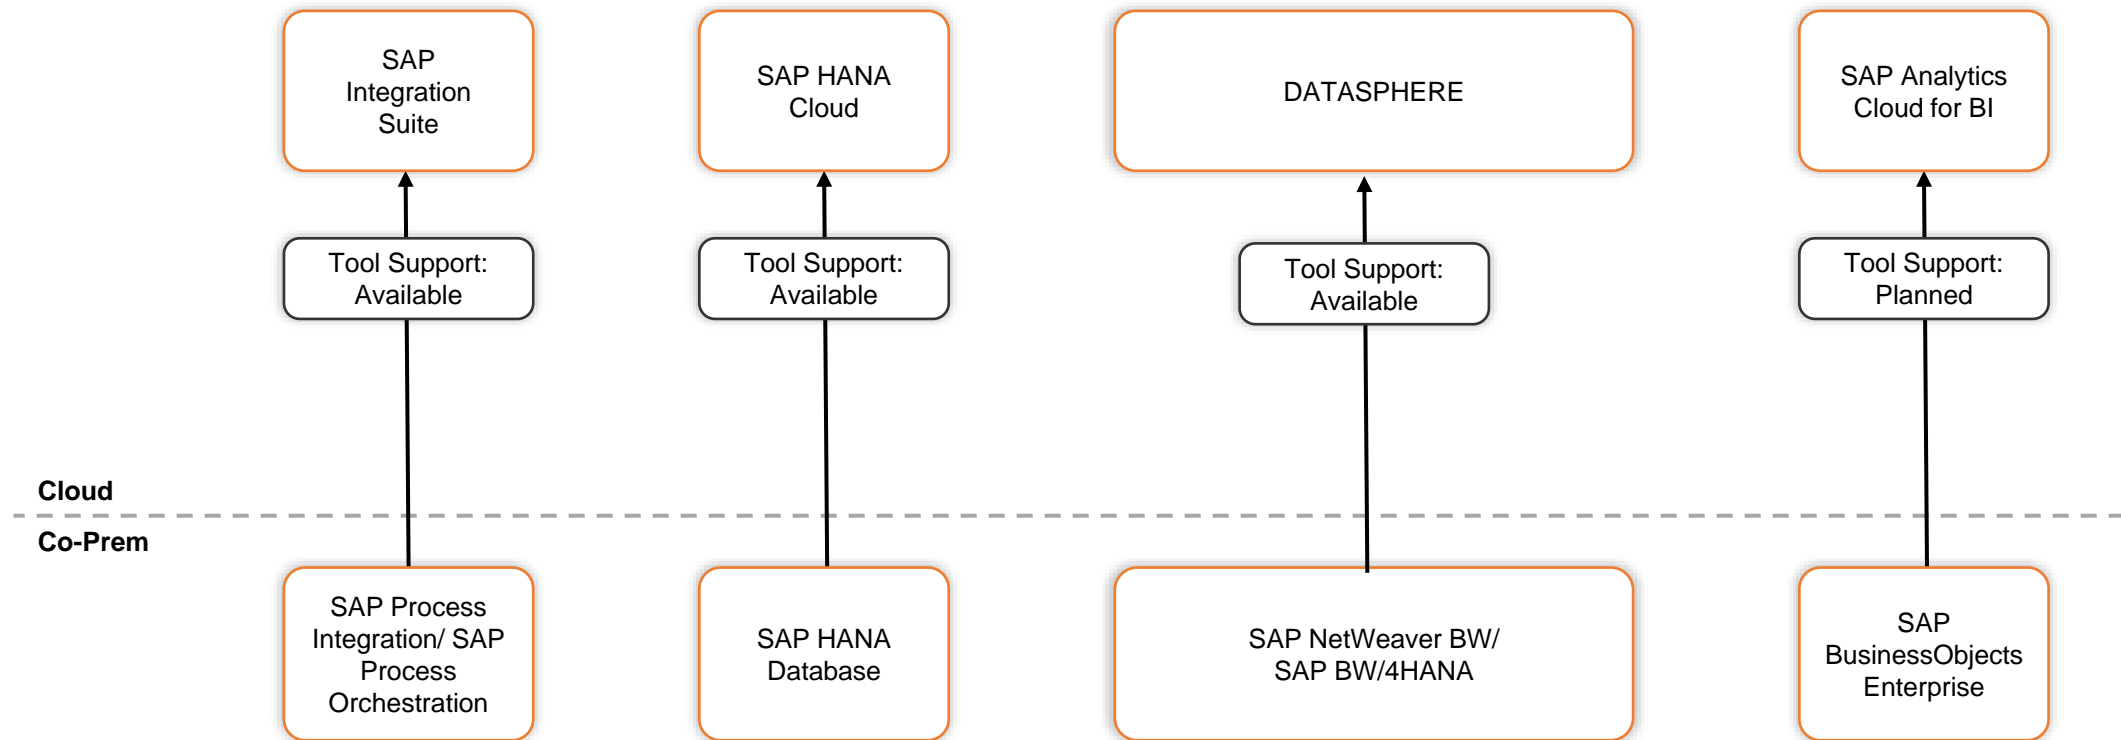 SAP
Integration
Suite
SAP HANA
Cloud
DATASPHERE
SAP Analytics
Cloud for BI
Tool Support:
Available
Tool Support:
Available
Tool Support:
Available
Tool Support:
Planned
Cloud
Co-Prem
SAP Process
Integration/ SAP
Process
Orchestration
SAP HANA
Database
SAP NetWeaver BW/
SAP BW/4HANA
SAP
BusinessObjects
Enterprise